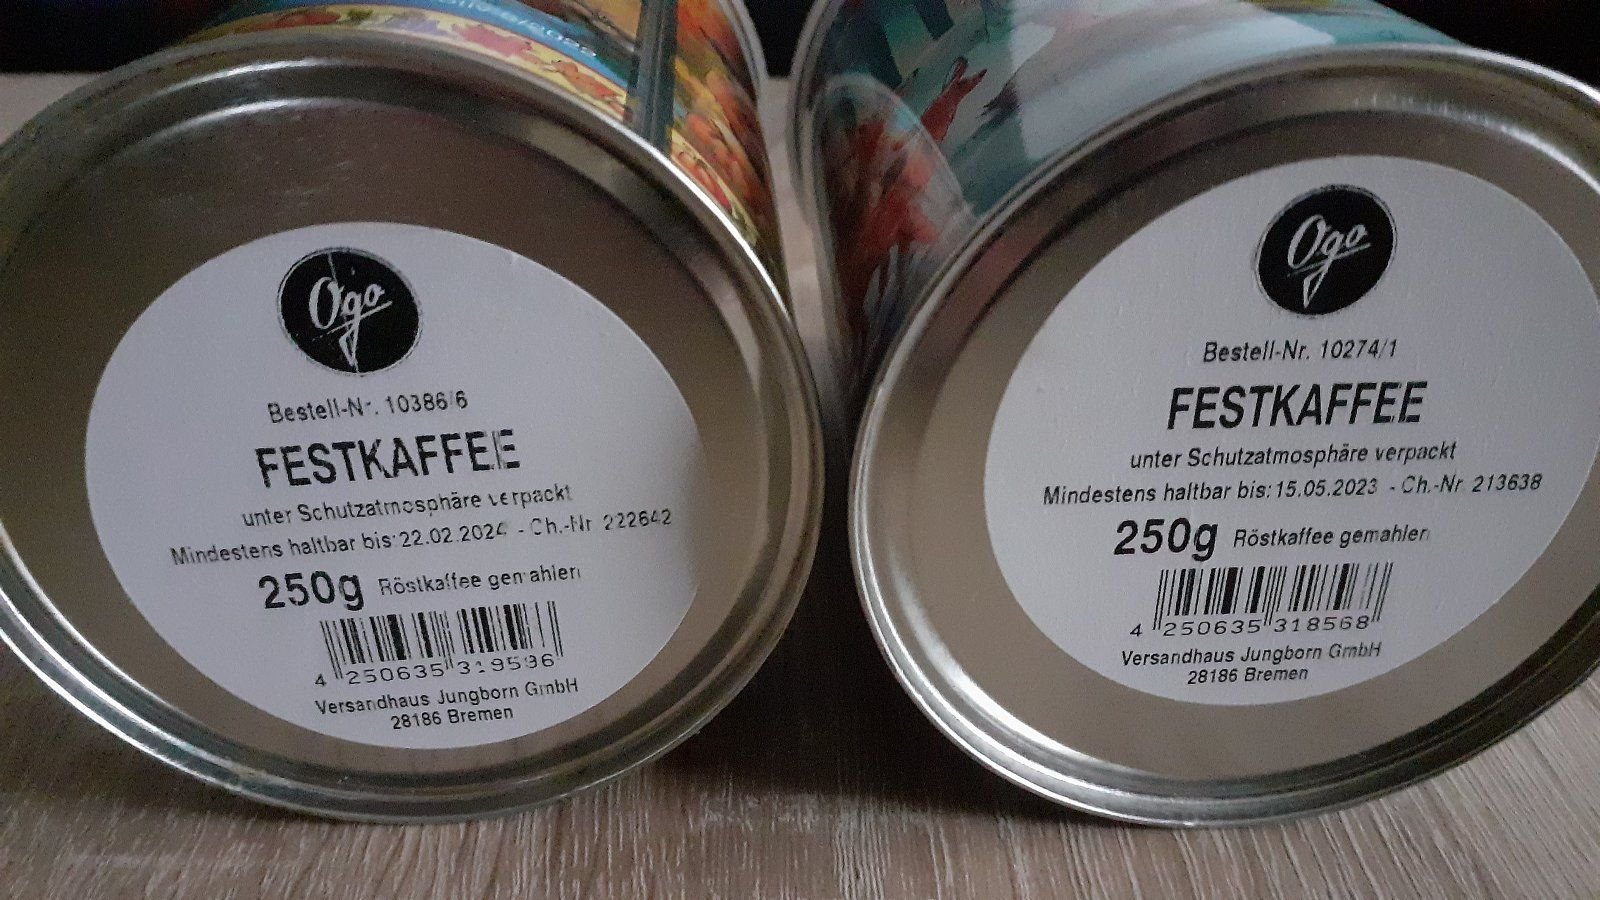 Ogo
Bestell-Nr. 10386/6
FESTKAFFEE
unter Schutzatmosphäre verpackt
Mindestens haltbar bis: 22.02.2024 - Ch.-Nr. 222642
250g Röstkaffee gemahlen
4 250635 319596
Versandhaus Jungborn GmbH
28186 Bremen
Ogo
Bestell-Nr. 10274/1
FESTKAFFEE
unter Schutzatmosphäre verpackt
Mindestens haltbar bis: 15.05.2023 - Ch.-Nr. 213638
250g Röstkaffee gemahlen
4 250635 318568
Versandhaus Jungborn GmbH
28186 Bremen